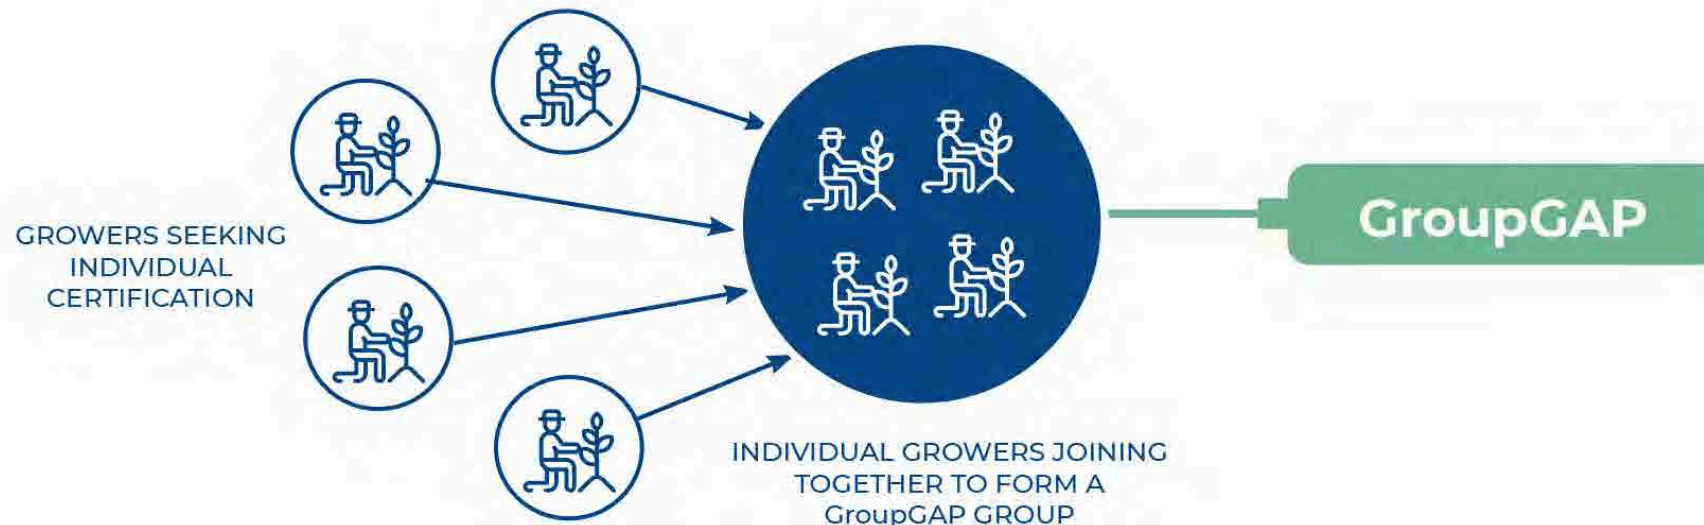 GROWERS SEEKING
INDIVIDUAL
CERTIFICATION
INDIVIDUAL GROWERS JOINING
TOGETHER TO FORM A
GroupGAP GROUP
GroupGAP